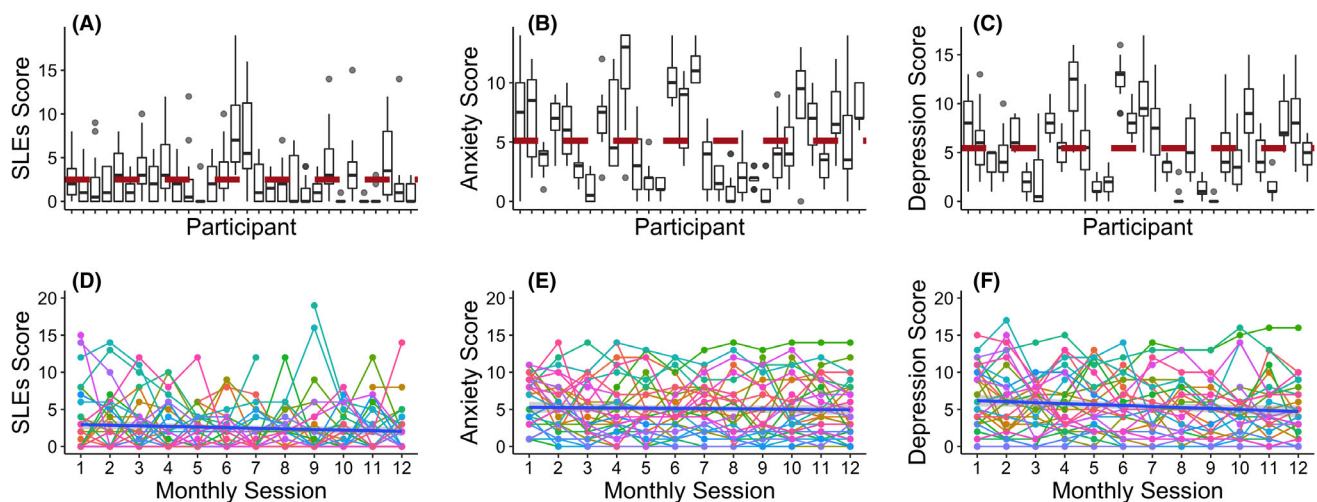 (A)
SLEs Score
15
10
5
0
Participant
(B)
Anxiety Score
10
5
0
Participant
(C)
Depression Score
15
10
5
0
Participant
(D)
SLEs Score
20
15
10
5
0
1 2 3 4 5 6 7 8 9 10 11 12
Monthly Session
(E)
Anxiety Score
20
15
10
5
0
1 2 3 4 5 6 7 8 9 10 11 12
Monthly Session
(F)
Depression Score
20
15
10
5
0
1 2 3 4 5 6 7 8 9 10 11 12
Monthly Session